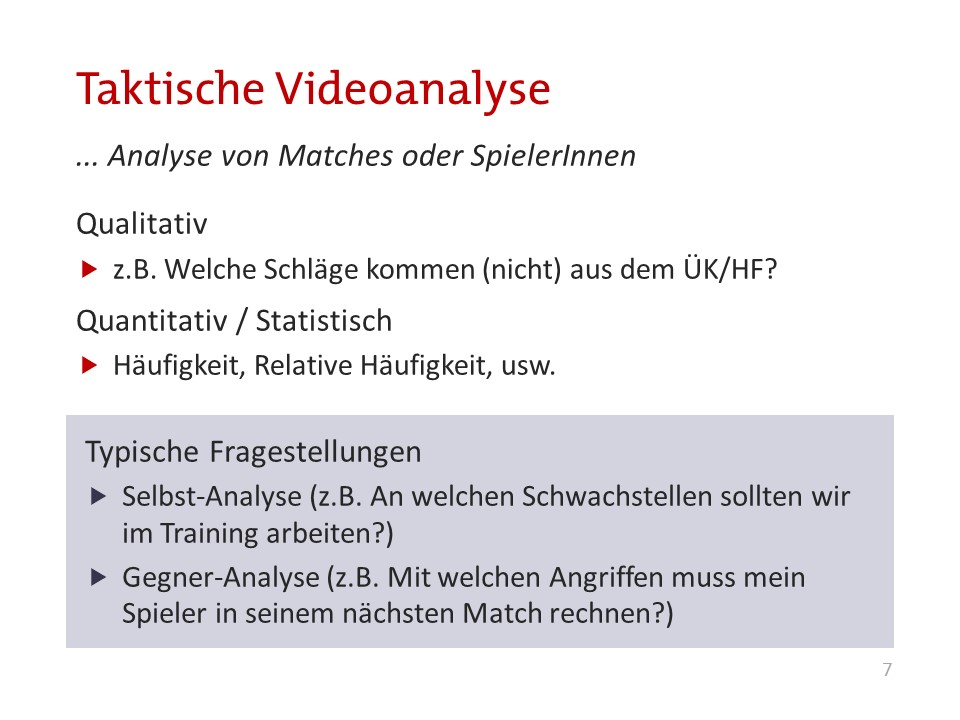 Taktische Videoanalyse
... Analyse von Matches oder SpielerInnen
Qualitativ
z.B. Welche Schläge kommen (nicht) aus dem ÜK/HF?
Quantitativ / Statistisch
Häufigkeit, Relative Häufigkeit, usw.
Typische Fragestellungen
Selbst-Analyse (z.B. An welchen Schwachstellen sollten wir
im Training arbeiten?)
Gegner-Analyse (z.B. Mit welchen Angriffen muss mein
Spieler in seinem nächsten Match rechnen?)
7